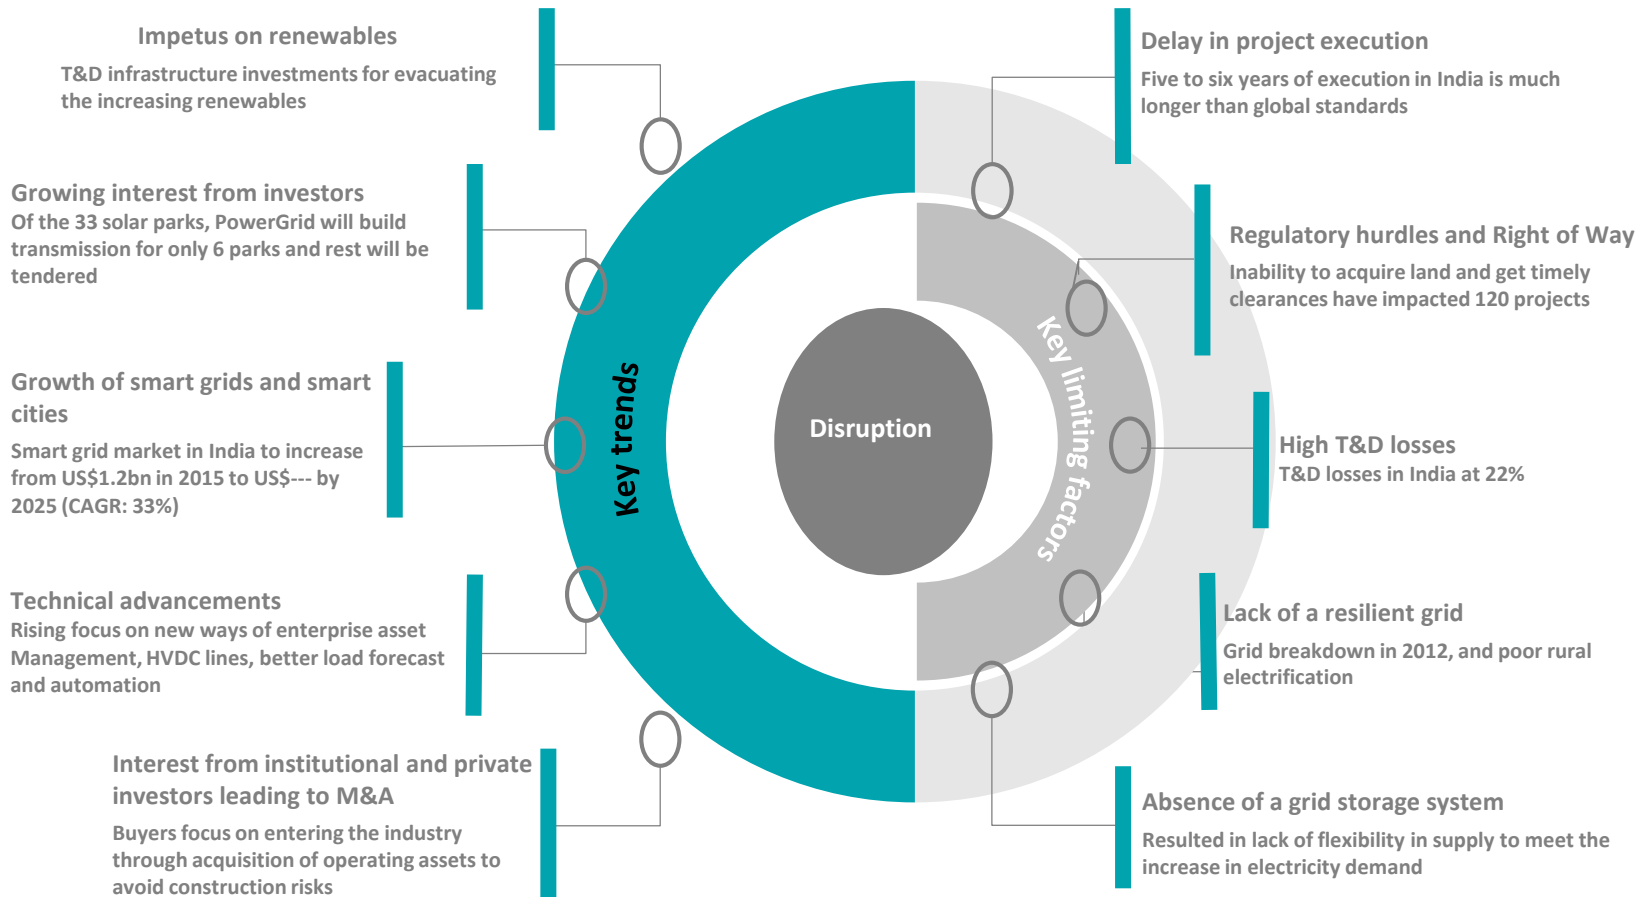 Impetus on renewables
T&D infrastructure investments for evacuating
the increasing renewables
Growing interest from investors
Of the 33 solar parks, PowerGrid will build
transmission for only 6 parks and rest will be
tendered
Growth of smart grids and smart
cities
Smart grid market in India to increase
from US$1.2bn in 2015 to US$--- by
2025 (CAGR: 33%)
Technical advancements
Rising focus on new ways of enterprise asset
Management, HVDC lines, better load forecast
and automation
Interest from institutional and private
investors leading to M&A
Buyers focus on entering the industry
through acquisition of operating assets to
avoid construction risks
Key trends
Disruption
Key limiting factors
Delay in project execution
Five to six years of execution in India is much
longer than global standards
Regulatory hurdles and Right of Way
Inability to acquire land and get timely
clearances have impacted 120 projects
High T&D losses
T&D losses in India at 22%
Lack of a resilient grid
Grid breakdown in 2012, and poor rural
electrification
Absence of a grid storage system
Resulted in lack of flexibility in supply to meet the
increase in electricity demand